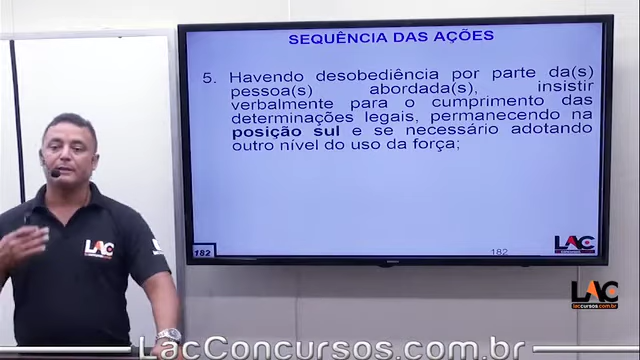 SEQUÊNCIA DAS AÇÕES
5. Havendo desobediência por parte da(s)
pessoa(s) abordada(s), insistir
verbalmente para o cumprimento das
determinações legais, permanecendo na
posição sul e se necessário adotando
outro nível do uso da força;
182
182
LAC
LAC
LAC
laccursos.com.br
LacConcursos.com.br